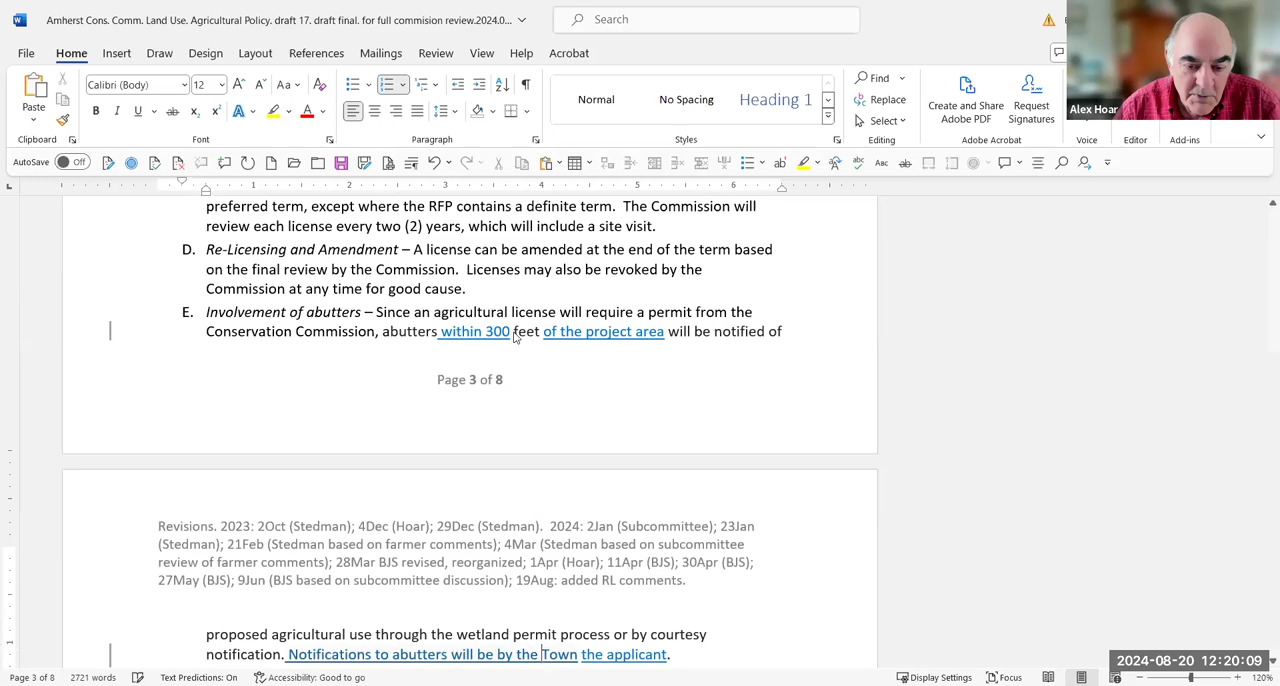 Amherst Cons. Comm. Land Use. Agricultural Policy. draft 17. draft final. for full commision review.2024.0...
Search
File Home Insert Draw Design Layout References Mailings Review View Help Acrobat
Alex Hoar
Paste
Clipboard
Calibri (Body) 12
Font
Paragraph
Normal
No Spacing
Heading 1
Styles
Find
Replace
Select
Editing
Create and Share
Adobe PDF
Request
Signatures
Adobe Acrobat
Voice
Editor
Add-ins
AutoSave Off
1 2 3 4 5 6
preferred term, except where the RFP contains a definite term. The Commission will
review each license every two (2) years, which will include a site visit.
D. Re-Licensing and Amendment – A license can be amended at the end of the term based
on the final review by the Commission. Licenses may also be revoked by the
Commission at any time for good cause.
E. Involvement of abutters – Since an agricultural license will require a permit from the
Conservation Commission, abutters within 300 feet of the project area will be notified of
Page 3 of 8
Revisions. 2023: 2Oct (Stedman); 4Dec (Hoar); 29Dec (Stedman). 2024: 2Jan (Subcommittee); 23Jan
(Stedman); 21Feb (Stedman based on farmer comments); 4Mar (Stedman based on subcommittee
review of farmer comments); 28Mar BJS revised, reorganized; 1Apr (Hoar); 11Apr (BJS); 30Apr (BJS);
27May (BJS); 9Jun (BJS based on subcommittee discussion); 19Aug: added RL comments.
proposed agricultural use through the wetland permit process or by courtesy
notification. Notifications to abutters will be by the Town the applicant.
2024-08-20 12:20:09
Page 3 of 8 2721 words Text Predictions: On Accessibility: Good to go Display Settings Focus 120%